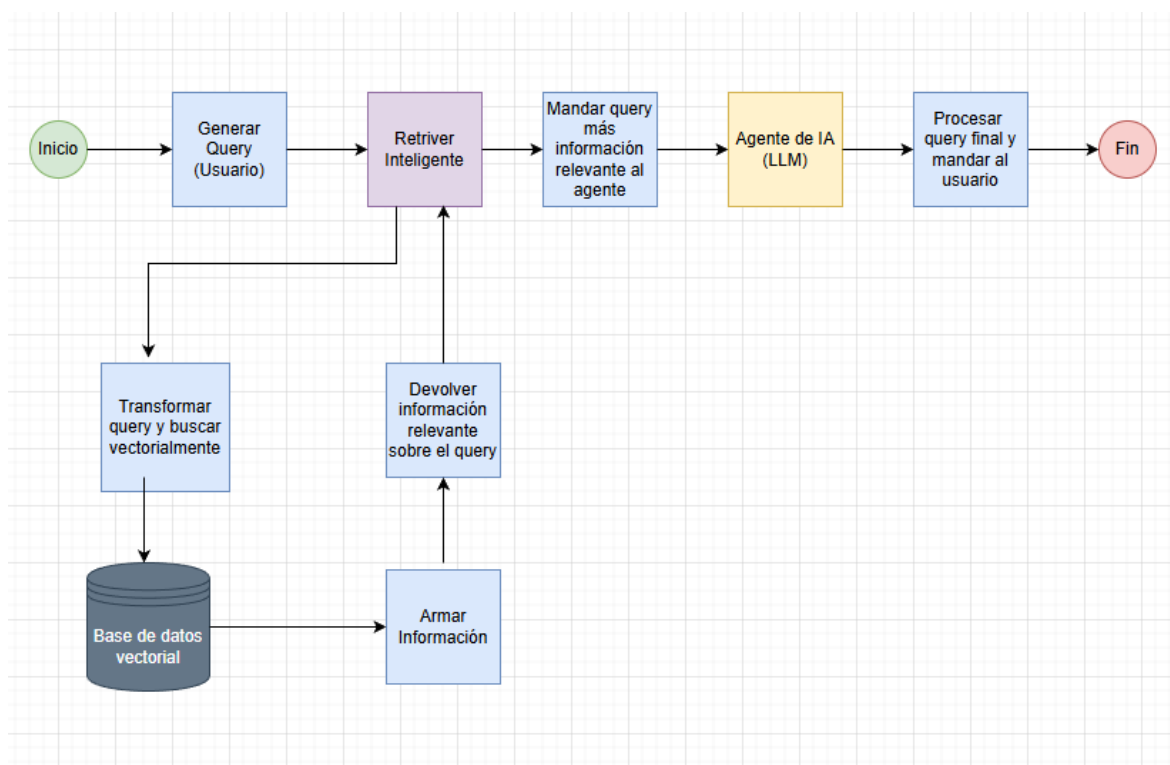 Inicio
Generar
Query
(Usuario)
Retriver
Inteligente
Mandar query
más
información
relevante al
agente
Agente de IA
(LLM)
Procesar
query final y
mandar al
usuario
Fin
Transformar
query y buscar
vectorialmente
Devolver
información
relevante
sobre el query
Base de datos
vectorial
Armar
Información